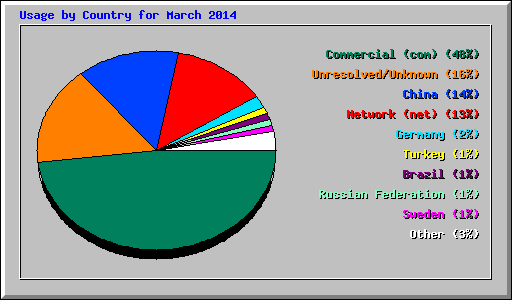 Usage by Country for March 2014
Commercial (com) (48%)
Unresolved/Unknown (16%)
China (14%)
Network (net) (13%)
Germany (2%)
Turkey (1%)
Brazil (1%)
Russian Federation (1%)
Sweden (1%)
Other (3%)